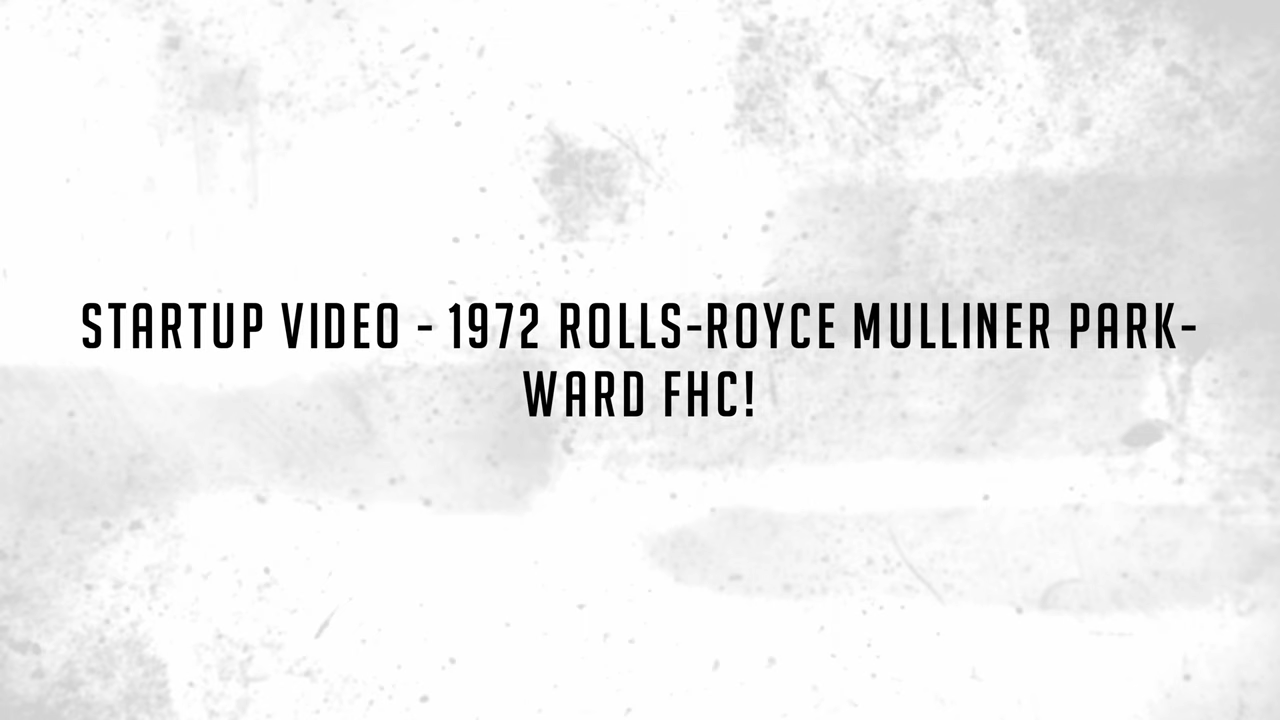 STARTUP VIDEO - 1972 ROLLS-ROYCE MULLINER PARK-
WARD FHC!